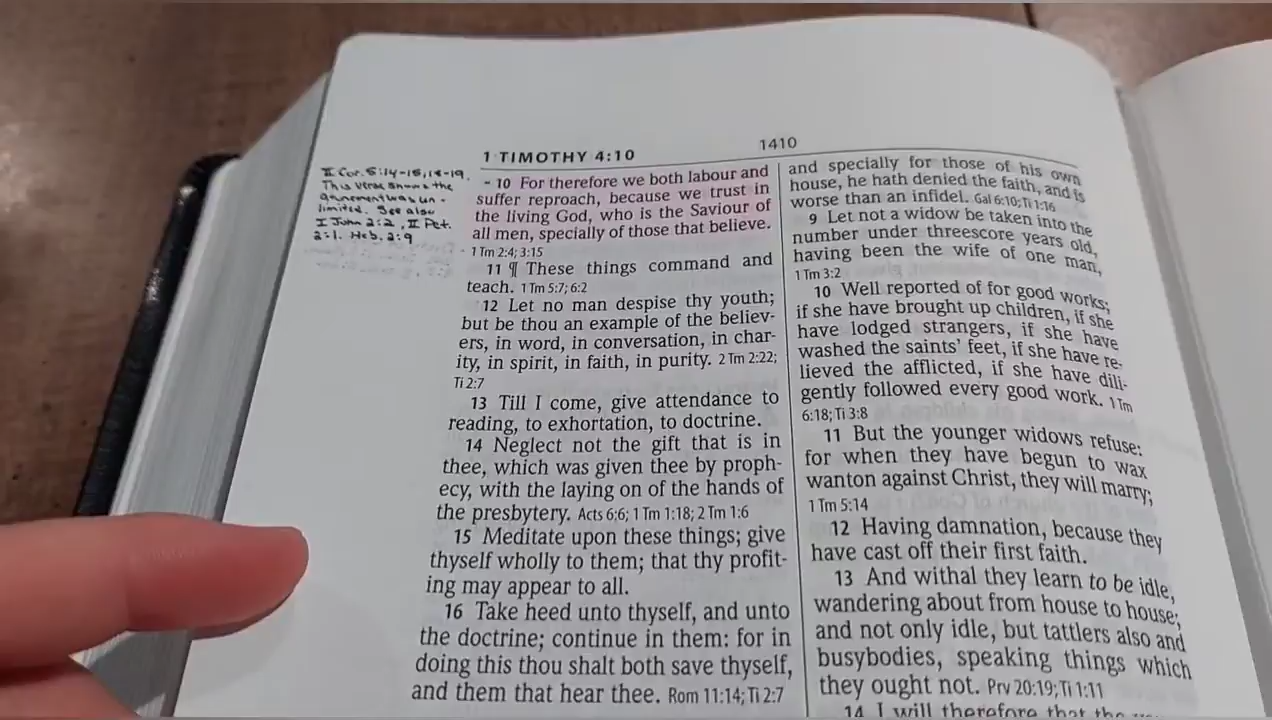 1 TIMOTHY 4:10
1410
II Cor. 5:14-15, 18-19.
This verse shows the
atonement was un-
limited. See also
I John 2:2, II Pet.
2:1. Heb. 2:9
- 10 For therefore we both labour and
suffer reproach, because we trust in
the living God, who is the Saviour of
all men, specially of those that believe.
1 Tm 2:4; 3:15
11 ¶ These things command and
teach. 1 Tm 5:7; 6:2
12 Let no man despise thy youth;
but be thou an example of the believ-
ers, in word, in conversation, in char-
ity, in spirit, in faith, in purity. 2 Tm 2:22;
Ti 2:7
13 Till I come, give attendance to
reading, to exhortation, to doctrine.
14 Neglect not the gift that is in
thee, which was given thee by proph-
ecy, with the laying on of the hands of
the presbytery. Acts 6:6; 1 Tm 1:18; 2 Tm 1:6
15 Meditate upon these things; give
thyself wholly to them; that thy profit-
ing may appear to all.
16 Take heed unto thyself, and unto
the doctrine; continue in them: for in
doing this thou shalt both save thyself,
and them that hear thee. Rom 11:14; Ti 2:7
and specially for those of his own
house, he hath denied the faith, and is
worse than an infidel. Gal 6:10; Ti 1:16
9 Let not a widow be taken into the
number under threescore years old,
having been the wife of one man,
1 Tm 3:2
10 Well reported of for good works;
if she have brought up children, if she
have lodged strangers, if she have
washed the saints' feet, if she have re-
lieved the afflicted, if she have dili-
gently followed every good work. 1 Tm
6:18; Ti 3:8
11 But the younger widows refuse:
for when they have begun to wax
wanton against Christ, they will marry;
1 Tm 5:14
12 Having damnation, because they
have cast off their first faith.
13 And withal they learn to be idle,
wandering about from house to house;
and not only idle, but tattlers also and
busybodies, speaking things which
they ought not. Prv 20:19; Ti 1:11
14 I will therefore that the